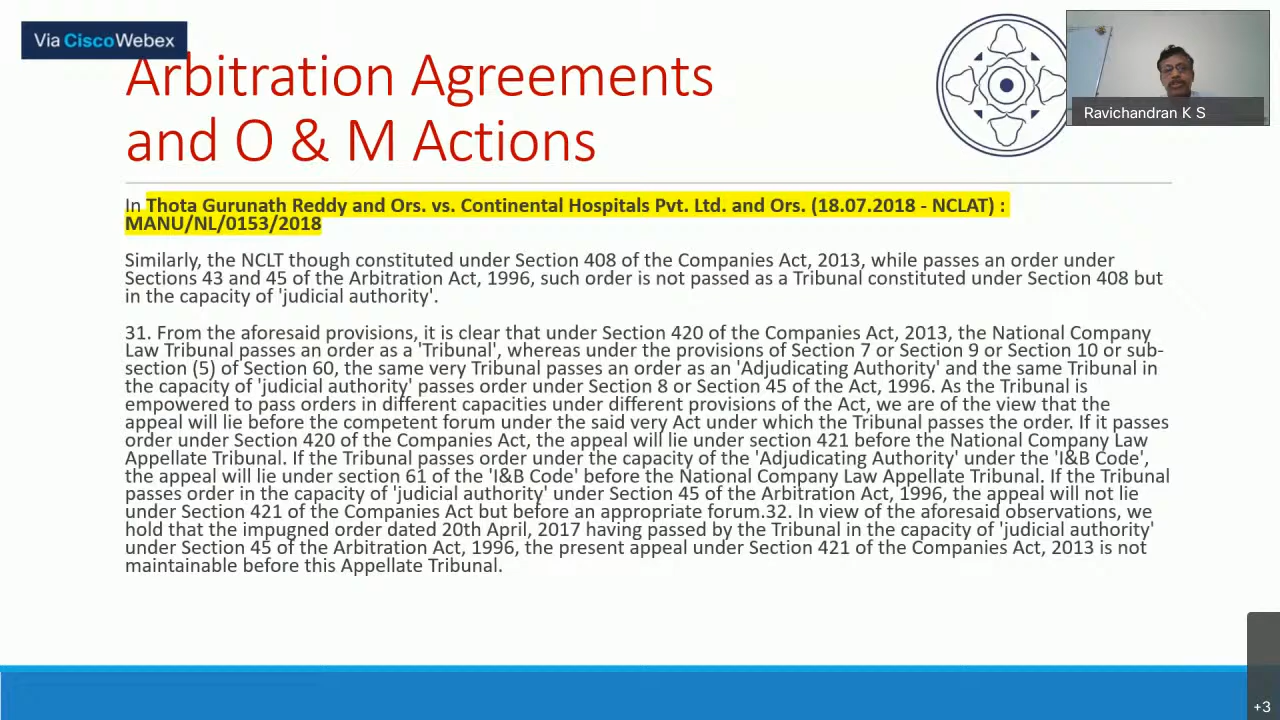 Via Cisco Webex
Arbitration Agreements
and O & M Actions
Ravichandran K S
In Thota Gurunath Reddy and Ors. vs. Continental Hospitals Pvt. Ltd. and Ors. (18.07.2018 - NCLAT) :
MANU/NL/0153/2018
Similarly, the NCLT though constituted under Section 408 of the Companies Act, 2013, while passes an order under
Sections 43 and 45 of the Arbitration Act, 1996, such order is not passed as a Tribunal constituted under Section 408 but
in the capacity of 'judicial authority'.
31. From the aforesaid provisions, it is clear that under Section 420 of the Companies Act, 2013, the National Company
Law Tribunal passes an order as a 'Tribunal', whereas under the provisions of Section 7 or Section 9 or Section 10 or sub-
section (5) of Section 60, the same very Tribunal passes an order as an 'Adjudicating Authority' and the same Tribunal in
the capacity of 'judicial authority' passes order under Section 8 or Section 45 of the Act, 1996. As the Tribunal is
empowered to pass orders in different capacities under different provisions of the Act, we are of the view that the
appeal will lie before the competent forum under the said very Act under which the Tribunal passes the order. If it passes
order under Section 420 of the Companies Act, the appeal will lie under section 421 before the National Company Law
Appellate Tribunal. If the Tribunal passes order under the capacity of the 'Adjudicating Authority' under the 'I&B Code',
the appeal will lie under section 61 of the 'I&B Code' before the National Company Law Appellate Tribunal. If the Tribunal
passes order in the capacity of 'judicial authority' under Section 45 of the Arbitration Act, 1996, the appeal will not lie
under Section 421 of the Companies Act but before an appropriate forum.32. In view of the aforesaid observations, we
hold that the impugned order dated 20th April, 2017 having passed by the Tribunal in the capacity of 'judicial authority'
under Section 45 of the Arbitration Act, 1996, the present appeal under Section 421 of the Companies Act, 2013 is not
maintainable before this Appellate Tribunal.
+3